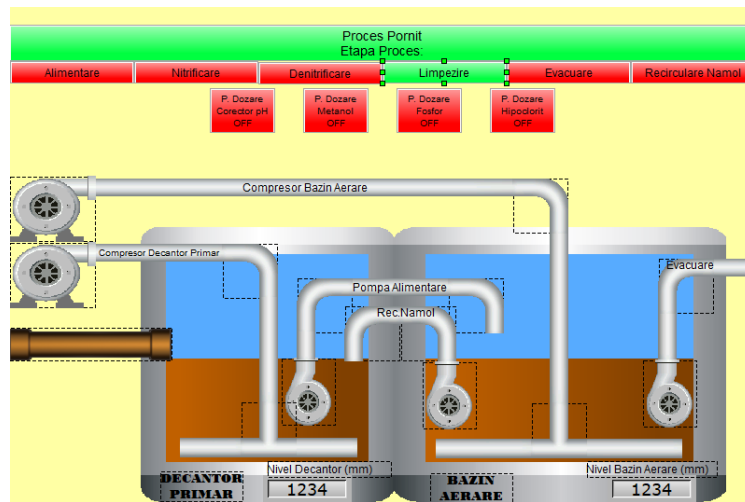 Proces Pornit
Etapa Proces:
Alimentare
Nitrificare
Denitrificare
Limpezire
Evacuare
Recirculare Namol
P. Dozare
Corector pH
OFF
P. Dozare
Metanol
OFF
P. Dozare
Fosfor
OFF
P. Dozare
Hipoclorit
OFF
Compresor Bazin Aerare
Compresor Decantor Primar
Evacuare
Pompa Alimentare
Rec.Namol
Nivel Decantor (mm)
Nivel Bazin Aerare (mm)
DECANTOR
PRIMAR
1234
BAZIN
AERARE
1234